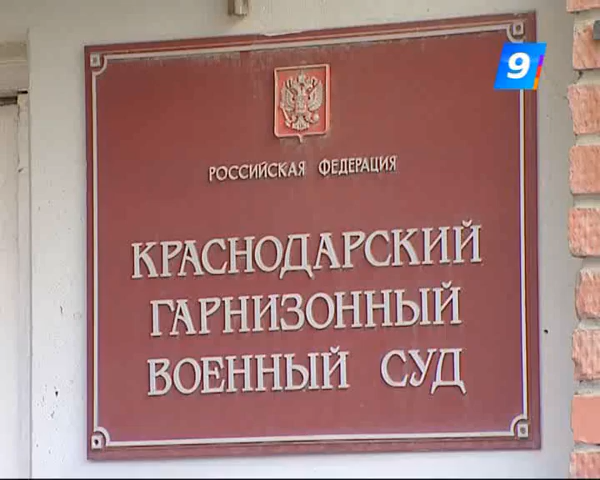 9
РОССИЙСКАЯ ФЕДЕРАЦИЯ
КРАСНОДАРСКИЙ
ГАРНИЗОННЫЙ
ВОЕННЫЙ СУД